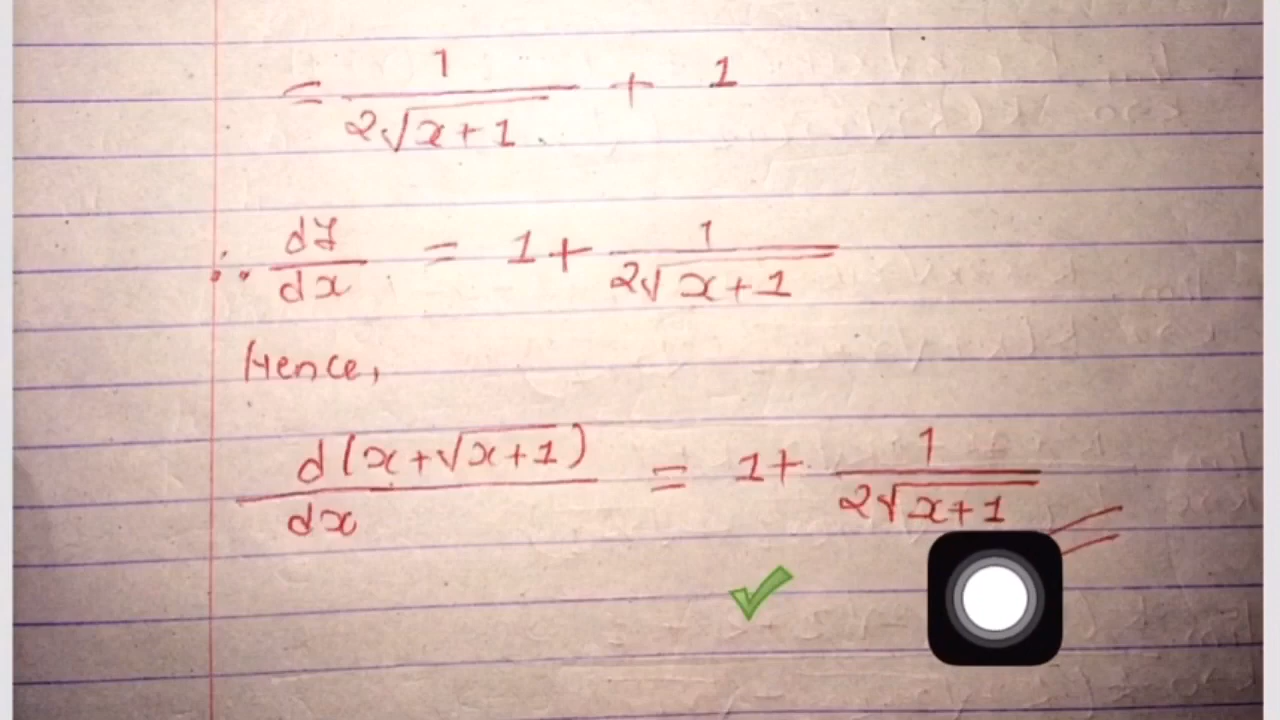 = 1/(2√(x+1)) + 1
∴ dy/dx = 1 + 1/(2√(x+1))
Hence,
d(x+√(x+1))/dx = 1 + 1/(2√(x+1))